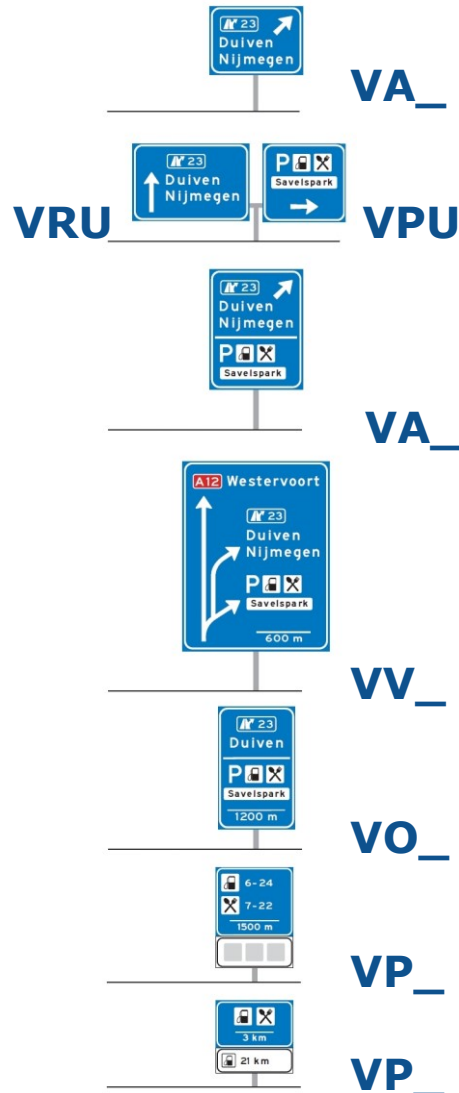 23
Duiven
Nijmegen
VA_
23
Duiven
Nijmegen
P
Savelspark
VRU
VPU
23
Duiven
Nijmegen
P
Savelspark
VA_
A12 Westervoort
23
Duiven
Nijmegen
P
Savelspark
600 m
VV_
23
Duiven
P
Savelspark
1200 m
VO_
6-24
7-22
1500 m
VP_
3 km
21 km
VP_